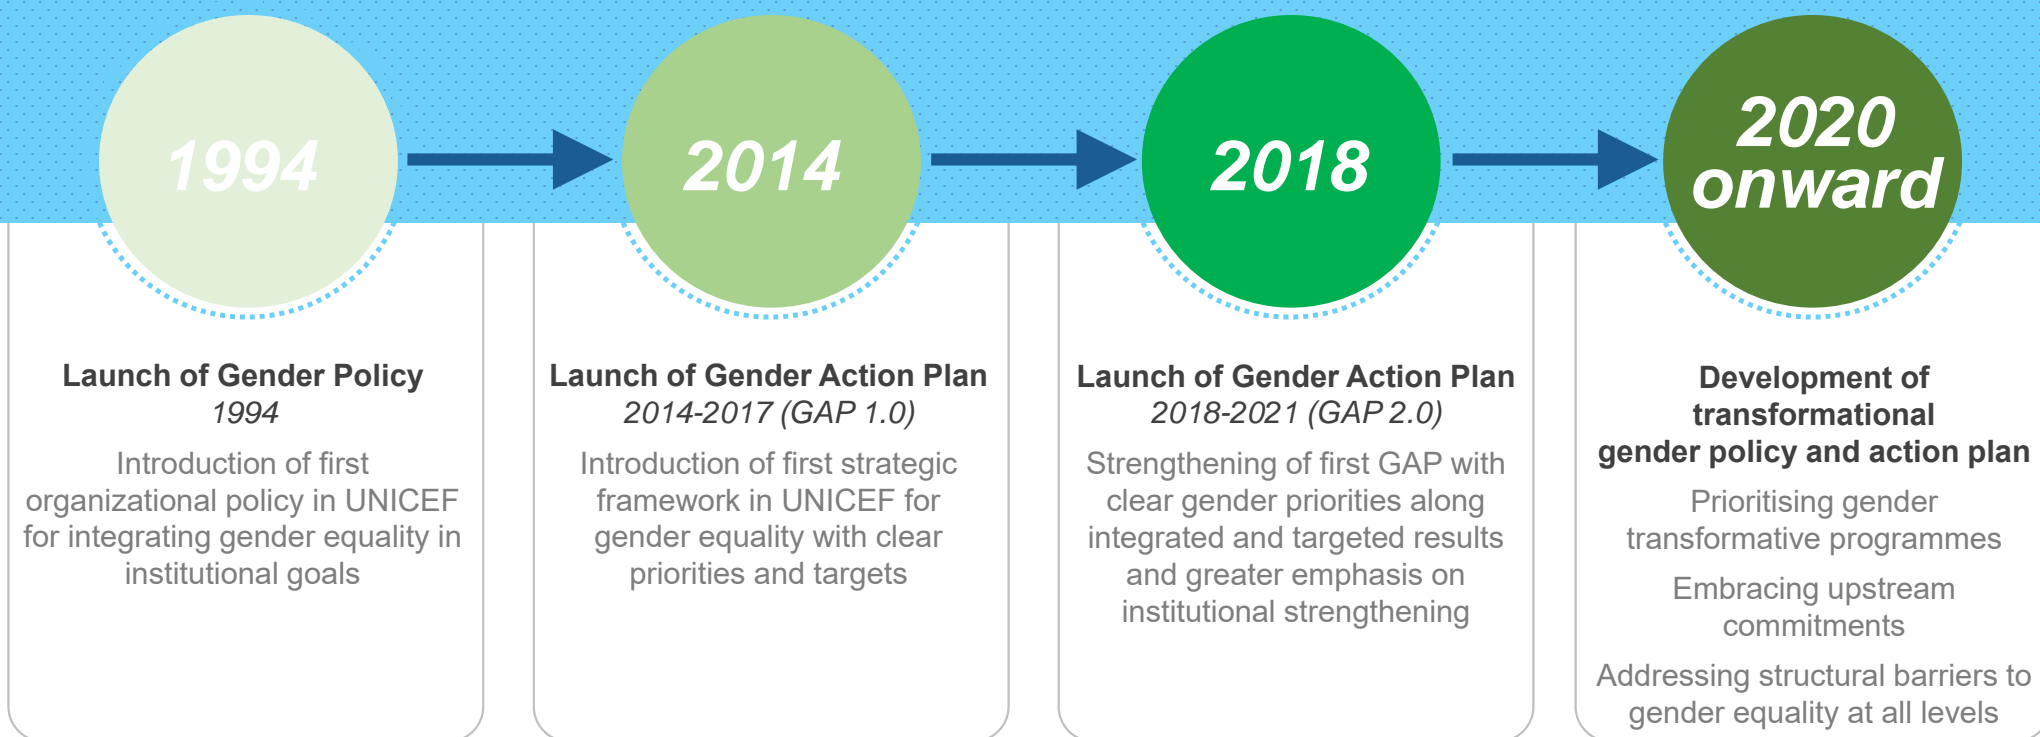 1994
Launch of Gender Policy
1994
Introduction of first
organizational policy in UNICEF
for integrating gender equality in
institutional goals
2014
Launch of Gender Action Plan
2014-2017 (GAP 1.0)
Introduction of first strategic
framework in UNICEF for
gender equality with clear
priorities and targets
2018
Launch of Gender Action Plan
2018-2021 (GAP 2.0)
Strengthening of first GAP with
clear gender priorities along
integrated and targeted results
and greater emphasis on
institutional strengthening
2020
onward
Development of
transformational
gender policy and action plan
Prioritising gender
transformative programmes
Embracing upstream
commitments
Addressing structural barriers to
gender equality at all levels